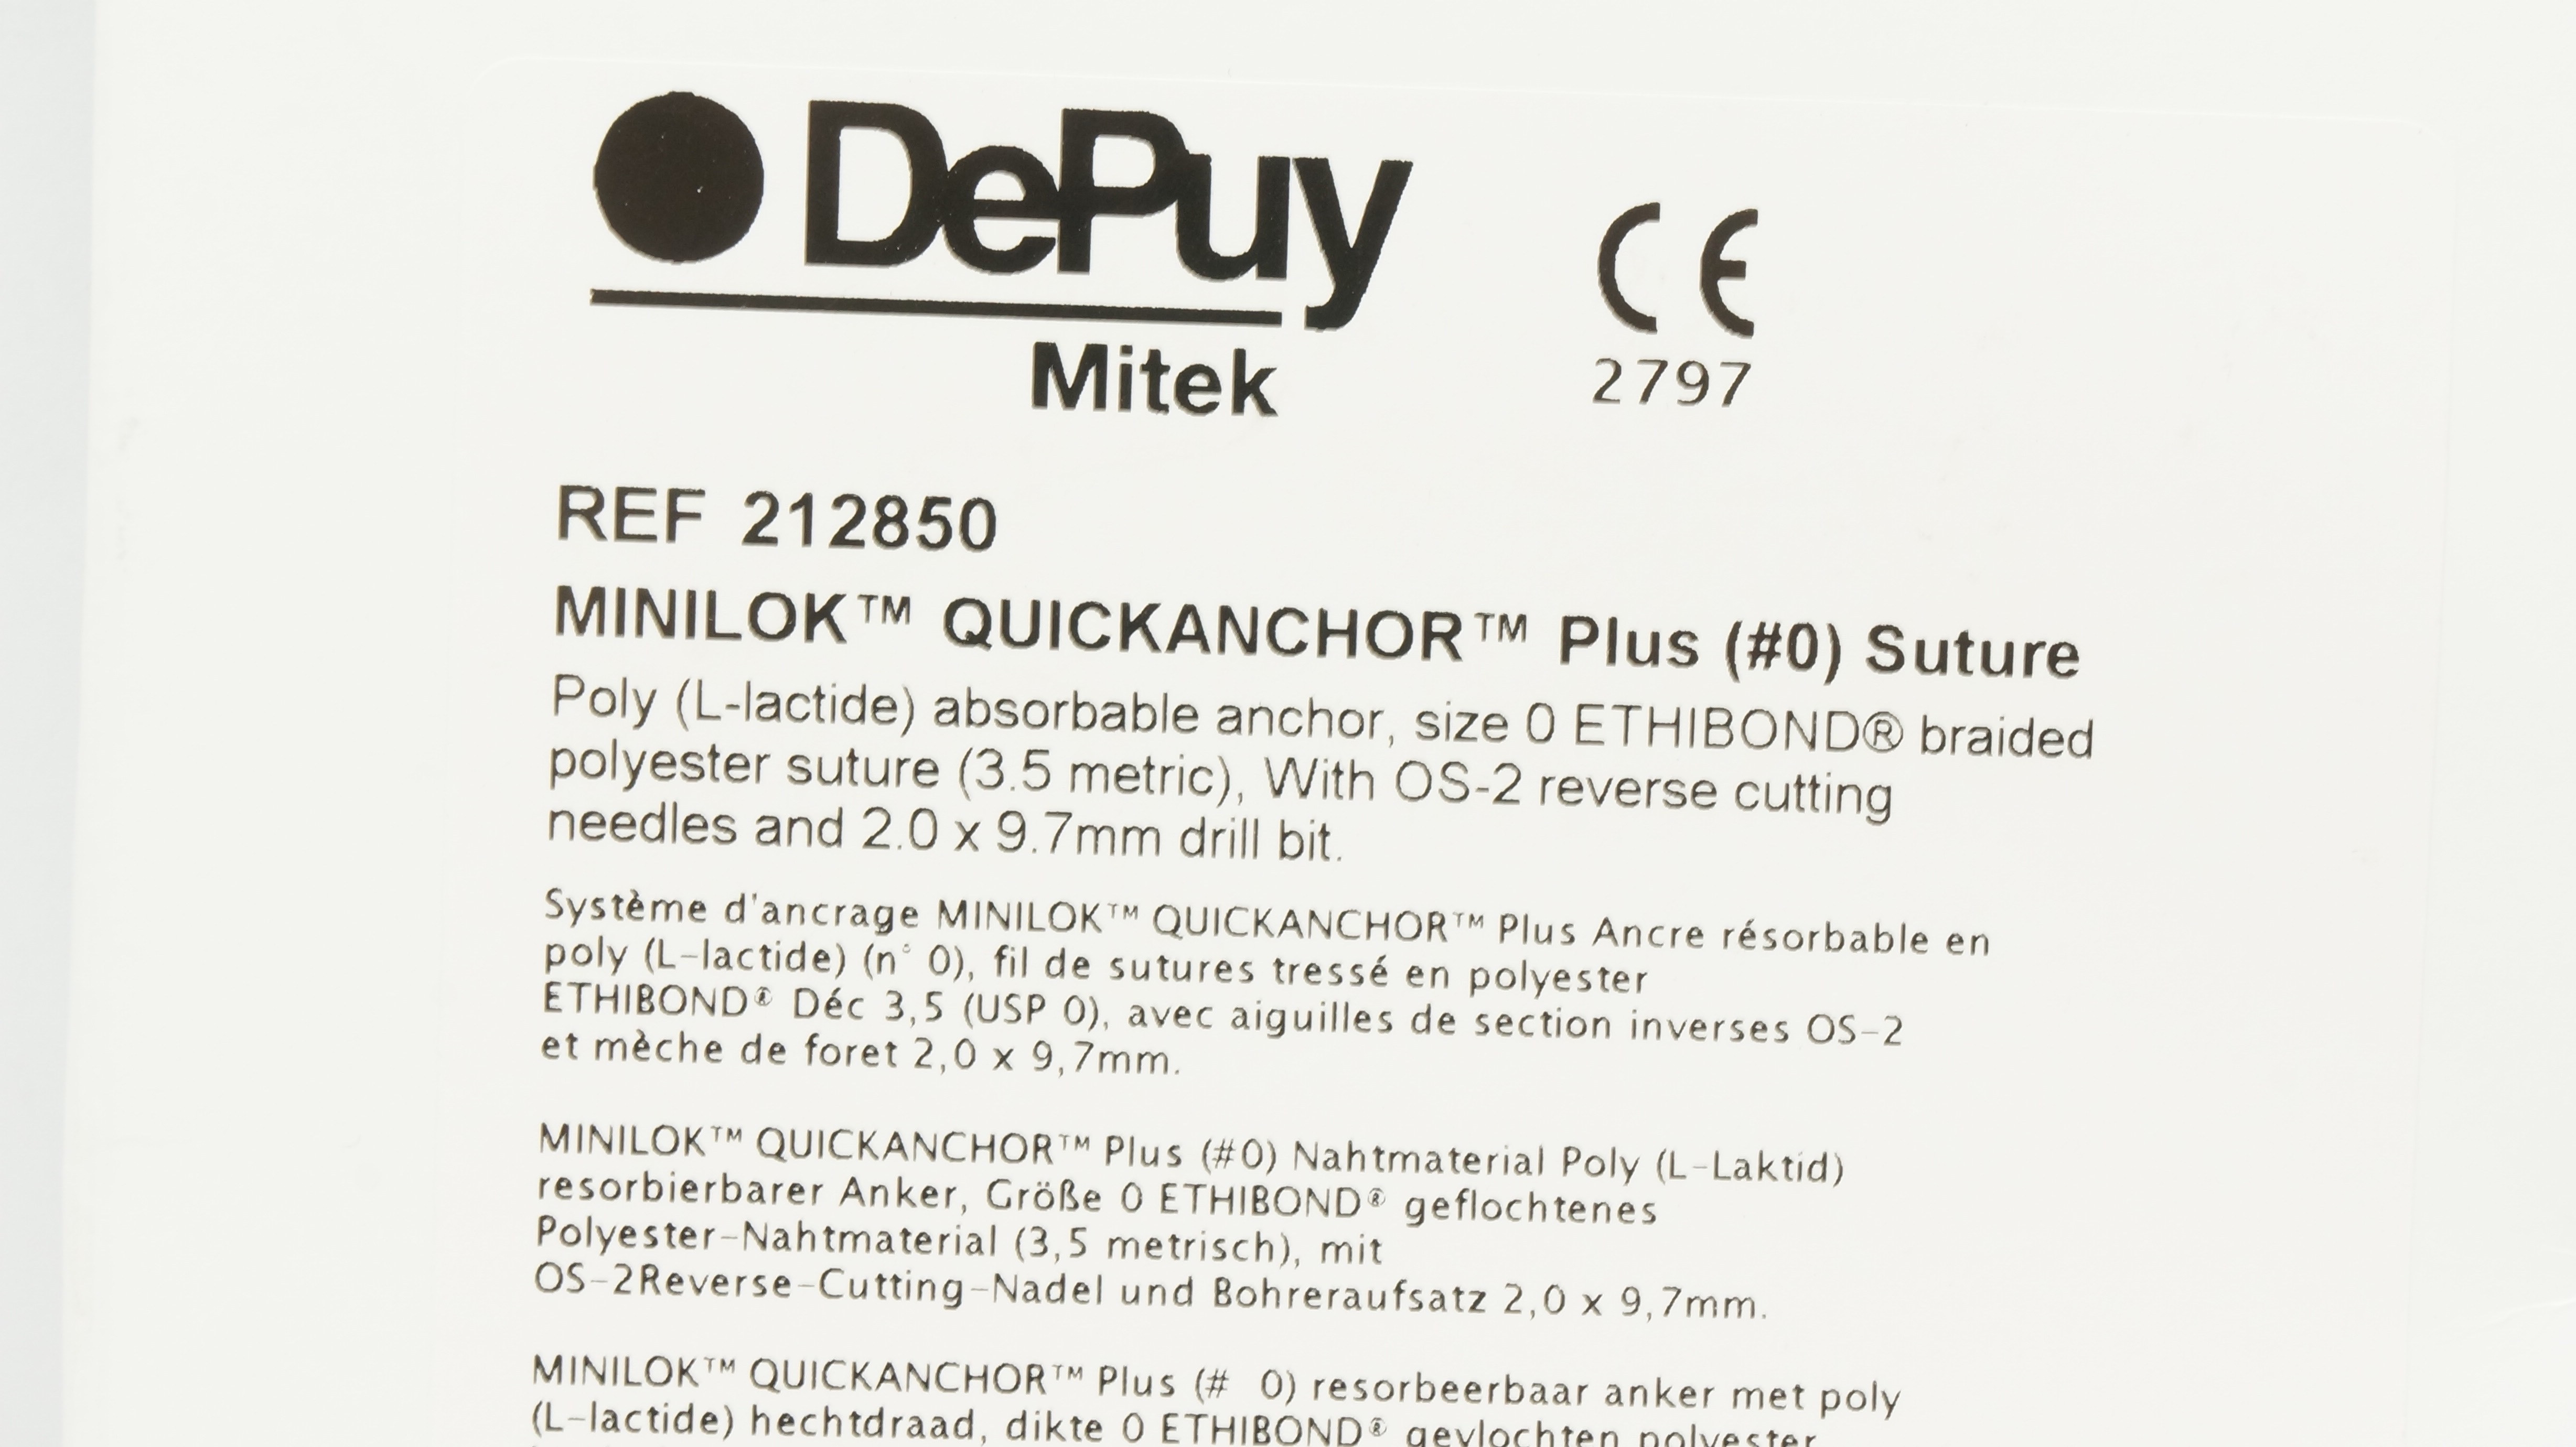 DePuy
Mitek
CE
2797
REF 212850
MINILOK™ QUICKANCHOR™ Plus (#0) Suture
Poly (L-lactide) absorbable anchor, size 0 ETHIBOND® braided
polyester suture (3.5 metric), With OS-2 reverse cutting
needles and 2.0 x 9.7mm drill bit.
Système d'ancrage MINILOK™ QUICKANCHOR™ Plus Ancre résorbable en
poly (L-lactide) (n° 0), fil de sutures tressé en polyester
ETHIBOND® Déc 3,5 (USP 0), avec aiguilles de section inverses OS-2
et mèche de foret 2,0 x 9,7mm.
MINILOK™ QUICKANCHOR™ Plus (#0) Nahtmaterial Poly (L-Laktid)
resorbierbarer Anker, Größe 0 ETHIBOND® geflochtenes
Polyester-Nahtmaterial (3,5 metrisch), mit
OS-2Reverse-Cutting-Nadel und Bohreraufsatz 2,0 x 9,7mm.
MINILOK™ QUICKANCHOR™ Plus (# 0) resorbeerbaar anker met poly
(L-lactide) hechtdraad, dikte 0 ETHIBOND® gevlochten polyester